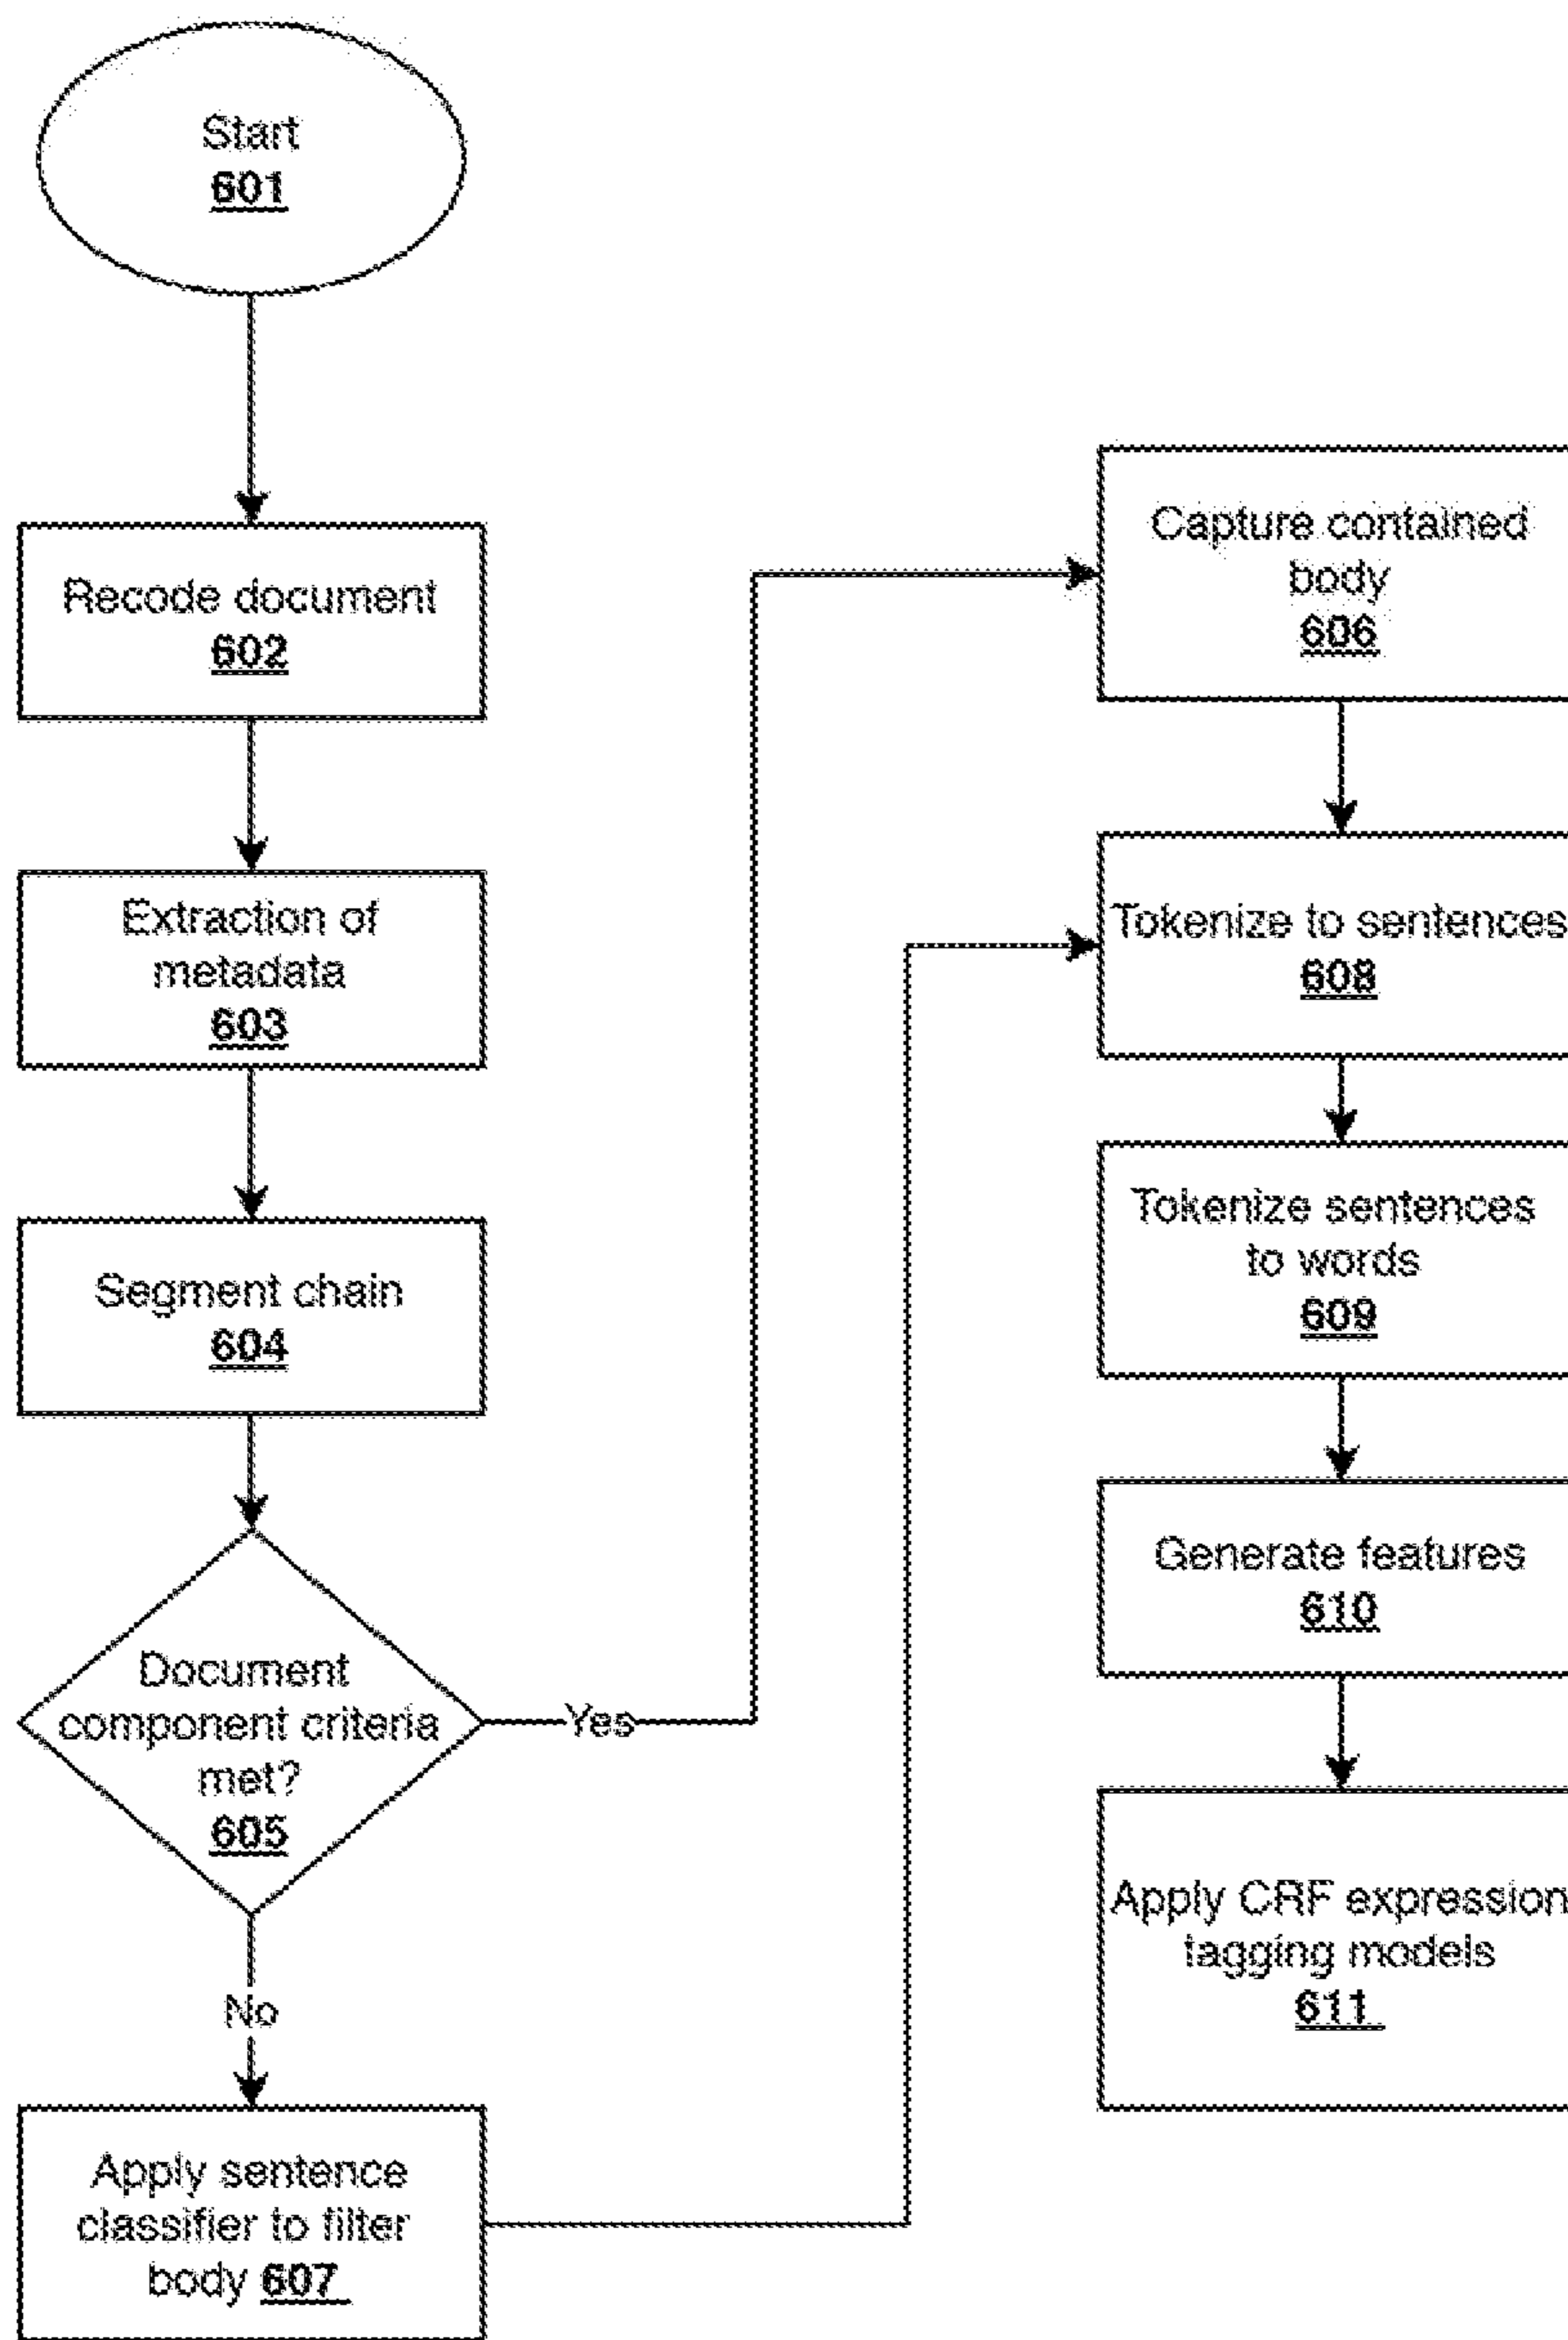 Start
601
Recode document
602
Extraction of
metadata
603
Segment chain
604
Document
component criteria
met?
605
Yes
No
Apply sentence
classifier to filter
body 607
Capture contained
body
606
Tokenize to sentences
608
Tokenize sentences
to words
609
Generate features
610
Apply CRF expression
tagging models
611